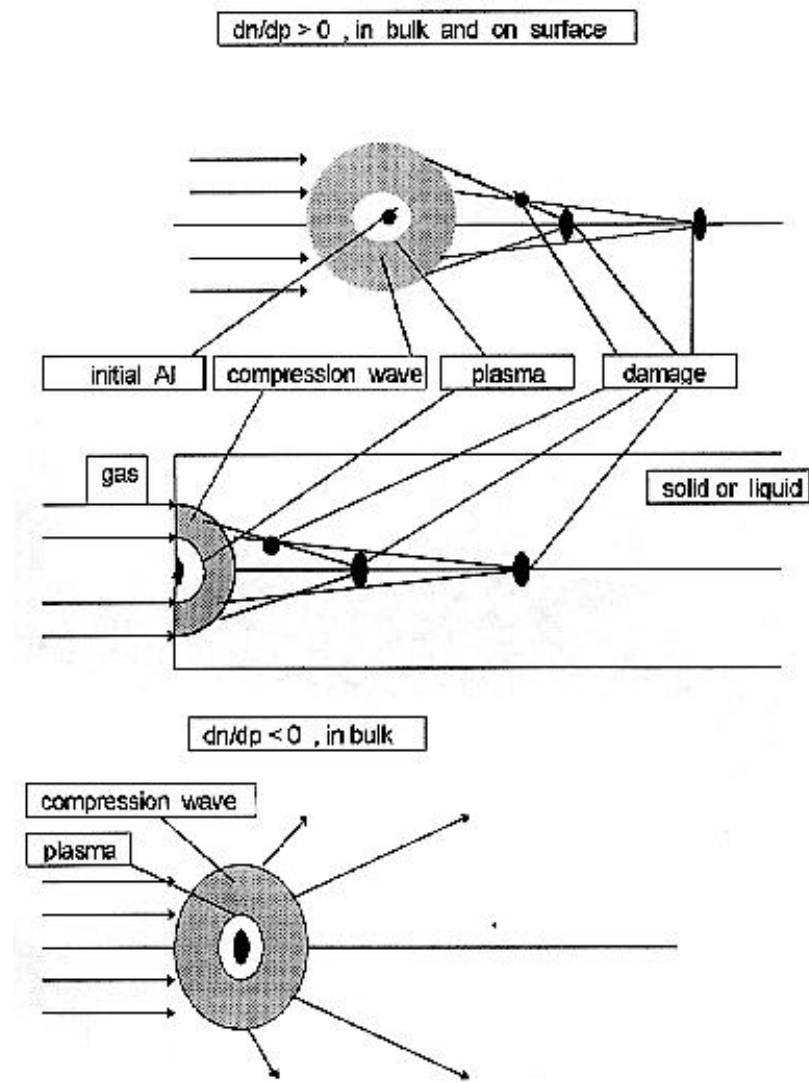 dn/dp > 0 , in bulk and on surface
initial AI
compression wave
plasma
damage
gas
solid or liquid
dn/dp < 0 , in bulk
compression wave
plasma